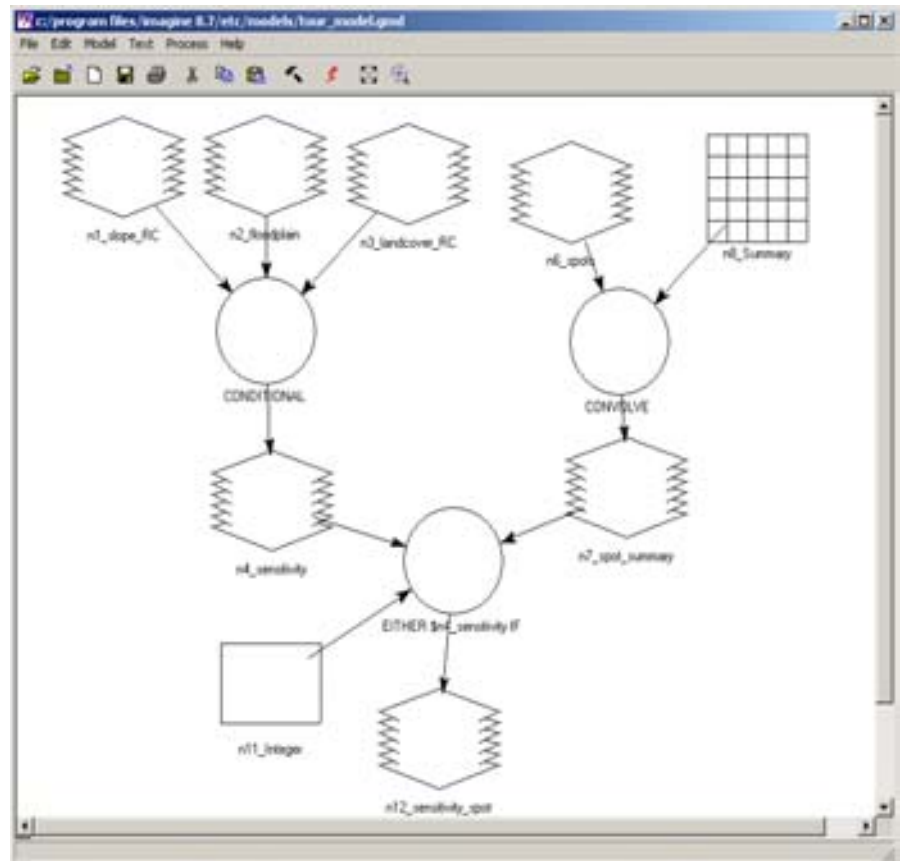 c:/program files/imagine 8.7/etc/models/tour_model.gmd
File Edit Model Text Process Help
n1_slope_RC
n2_floodplain
n3_landcover_RC
n6_spots
n8_Summary
CONDITIONAL
CONVOLVE
n4_sensitivity
n7_spot_summary
EITHER $n4_sensitivity IF
n11_Integer
n12_sensitivity_spot